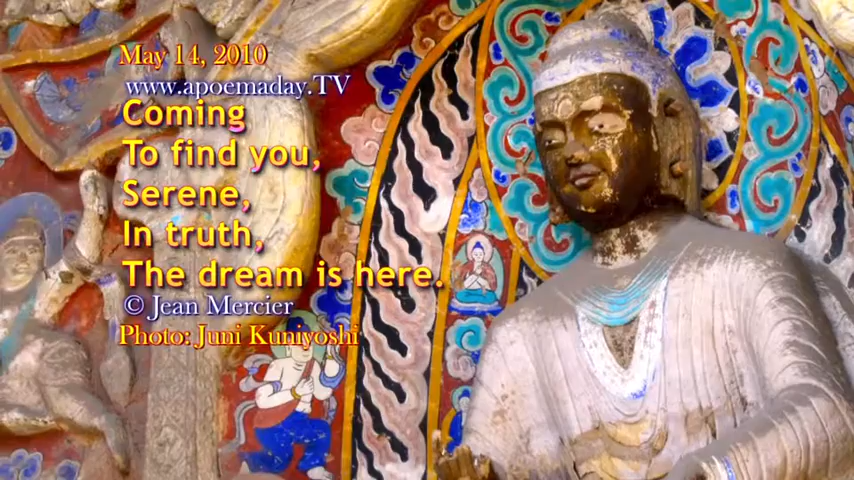 May 14, 2010
www.apoemaday.TV
Coming
To find you,
Serene,
In truth,
The dream is here.
© Jean Mercier
Photo: Juni Kuniyoshi